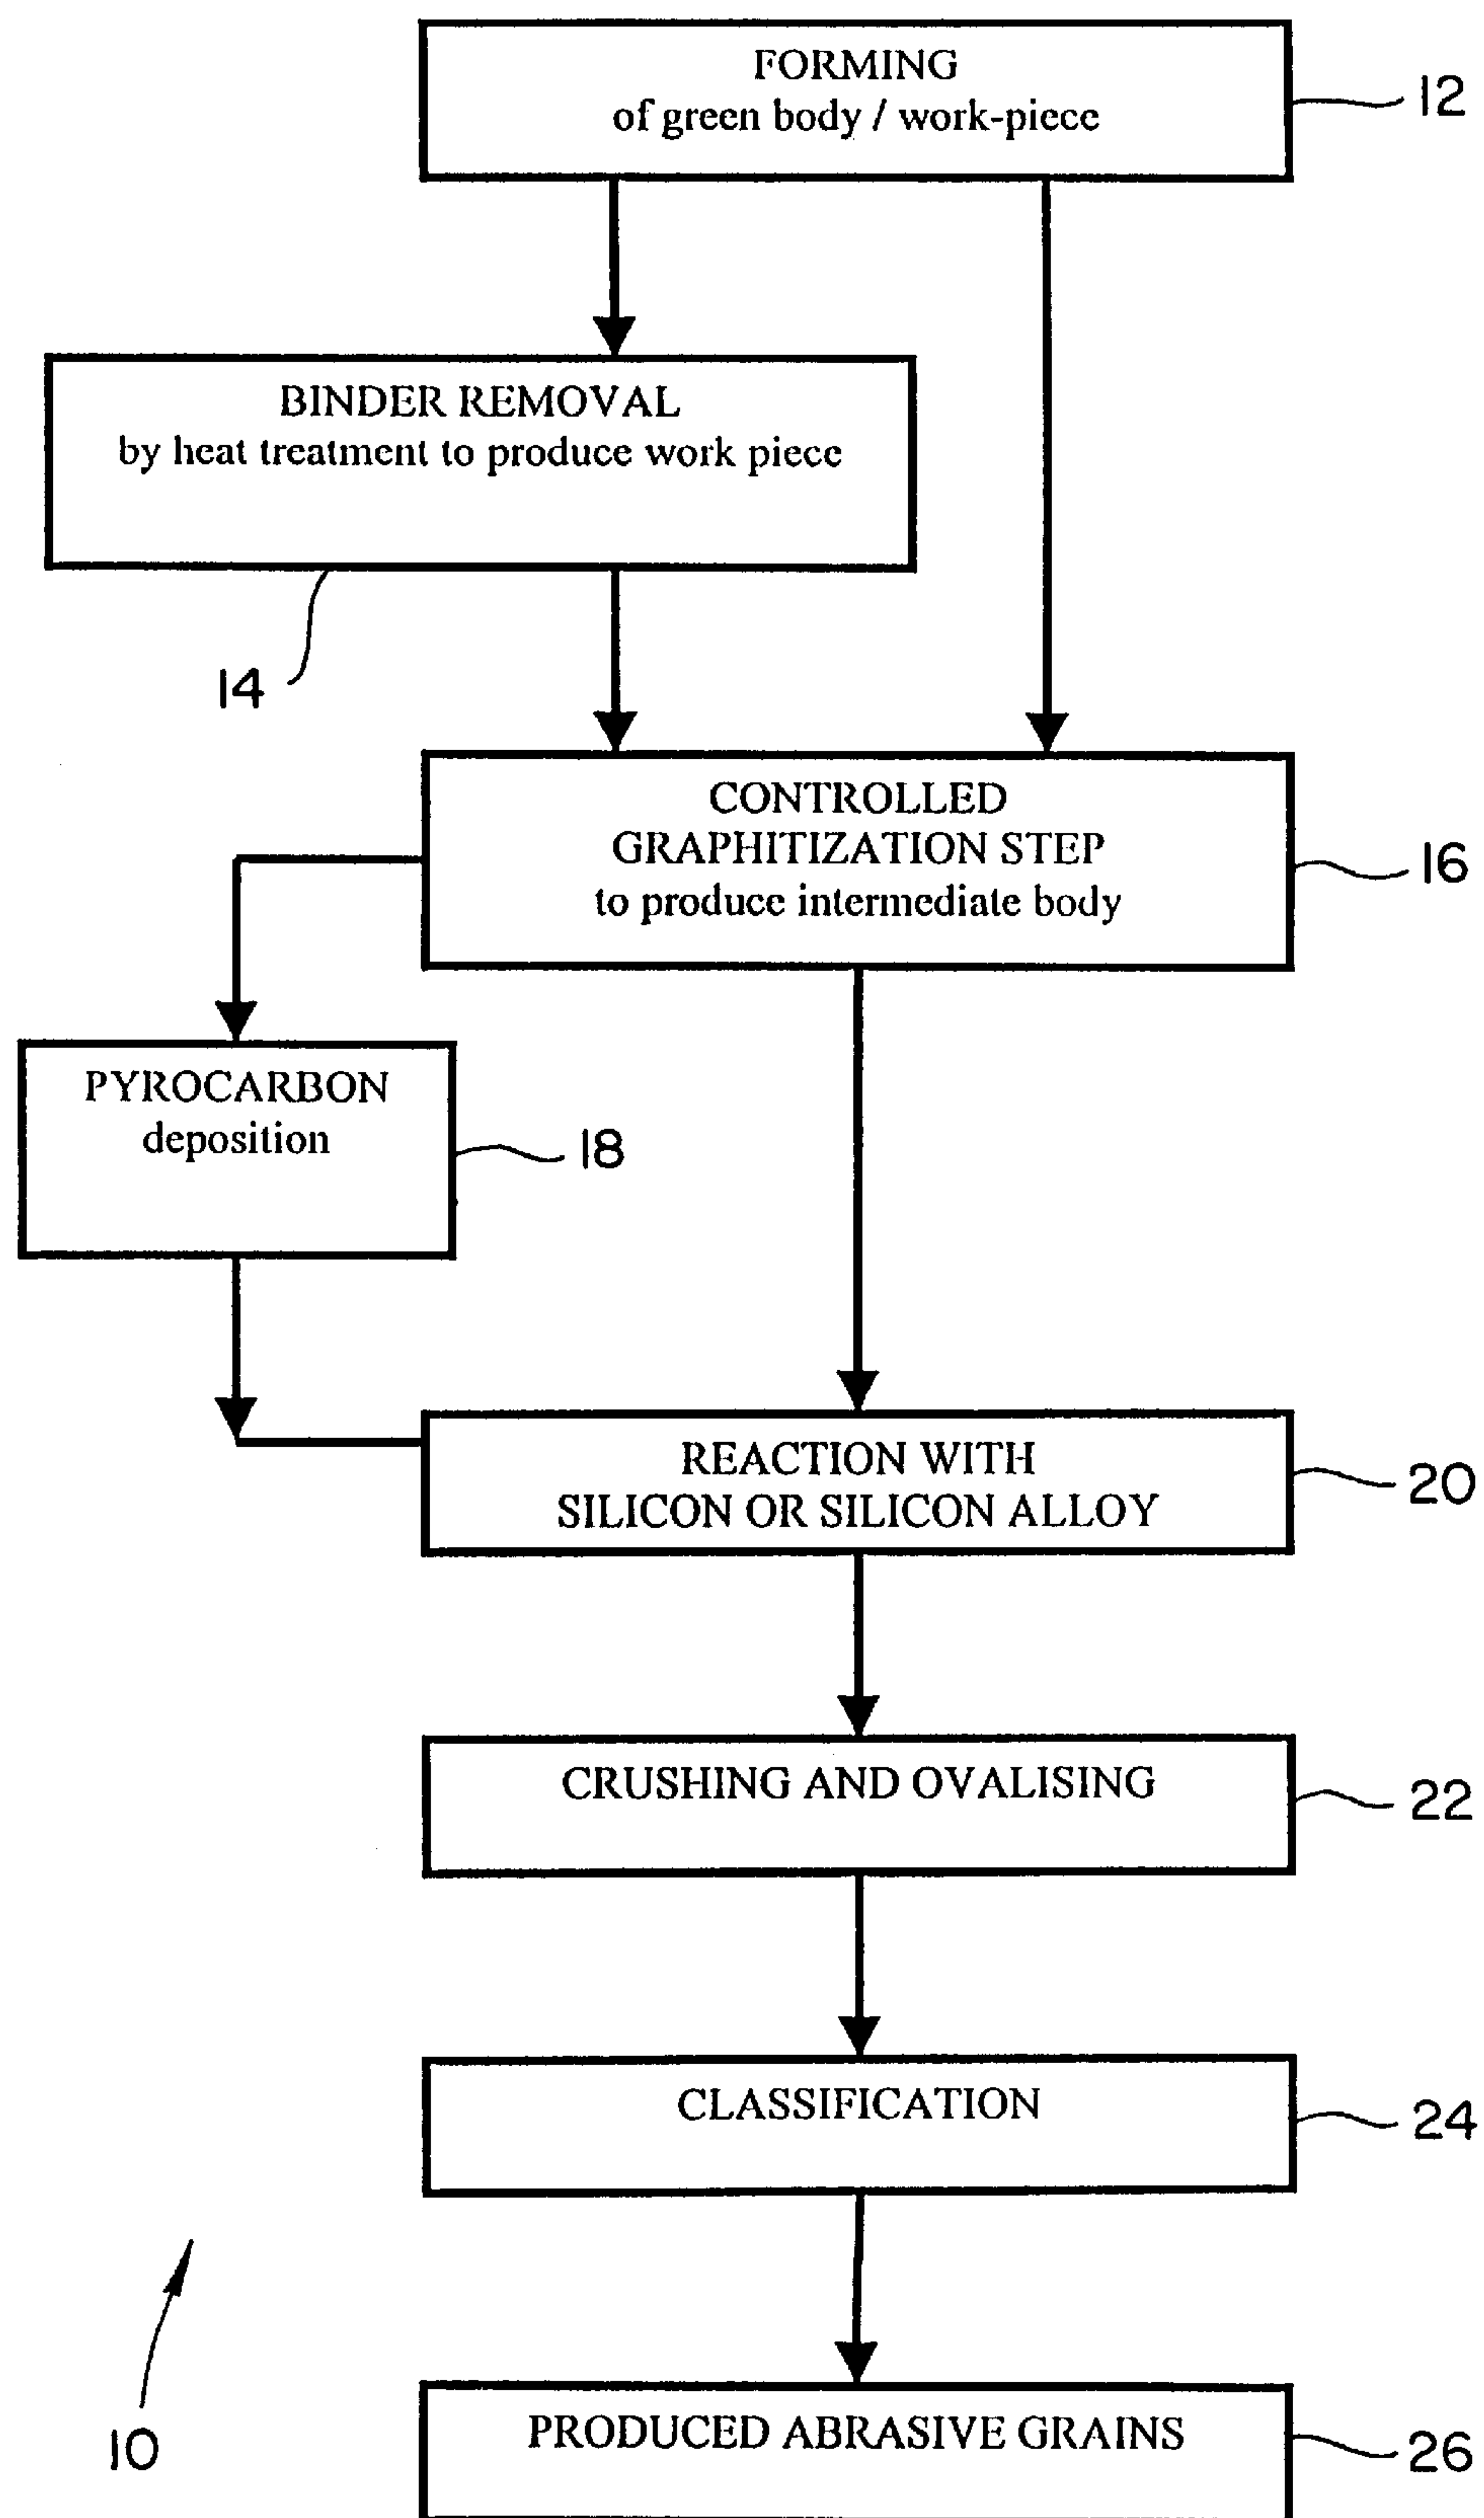 FORMING
of green body / work-piece
12
BINDER REMOVAL
by heat treatment to produce work piece
14
CONTROLLED
GRAPHITIZATION STEP
to produce intermediate body
16
PYROCARBON
deposition
18
REACTION WITH
SILICON OR SILICON ALLOY
20
CRUSHING AND OVALISING
22
CLASSIFICATION
24
PRODUCED ABRASIVE GRAINS
26
10